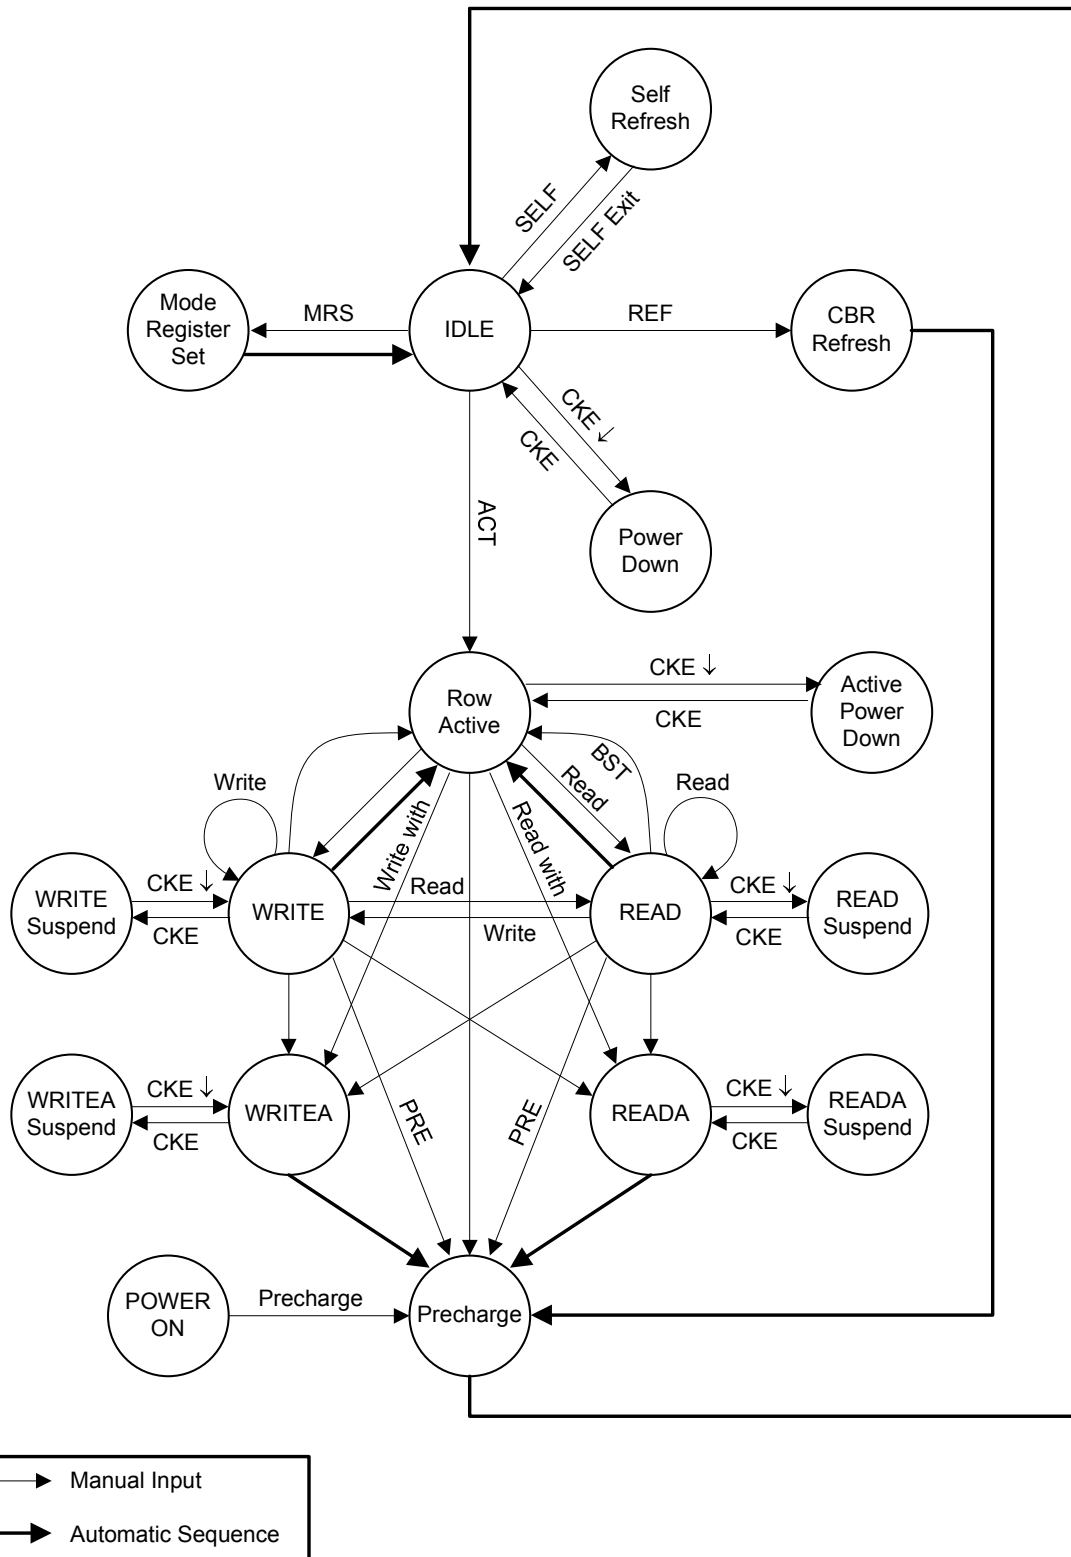 Self
Refresh
SELF
SELF Exit
Mode
Register
Set
MRS
IDLE
REF
CBR
Refresh
CKE ↓
CKE
ACT
Power
Down
Row
Active
CKE ↓
CKE
Active
Power
Down
BST
Read
Write
Read
Write with
Read with
WRITE
Suspend
CKE ↓
CKE
WRITE
Read
Write
READ
CKE ↓
CKE
READ
Suspend
WRITEA
Suspend
CKE ↓
CKE
WRITEA
PRE
PRE
READA
CKE ↓
CKE
READA
Suspend
POWER
ON
Precharge
Precharge
Manual Input
Automatic Sequence